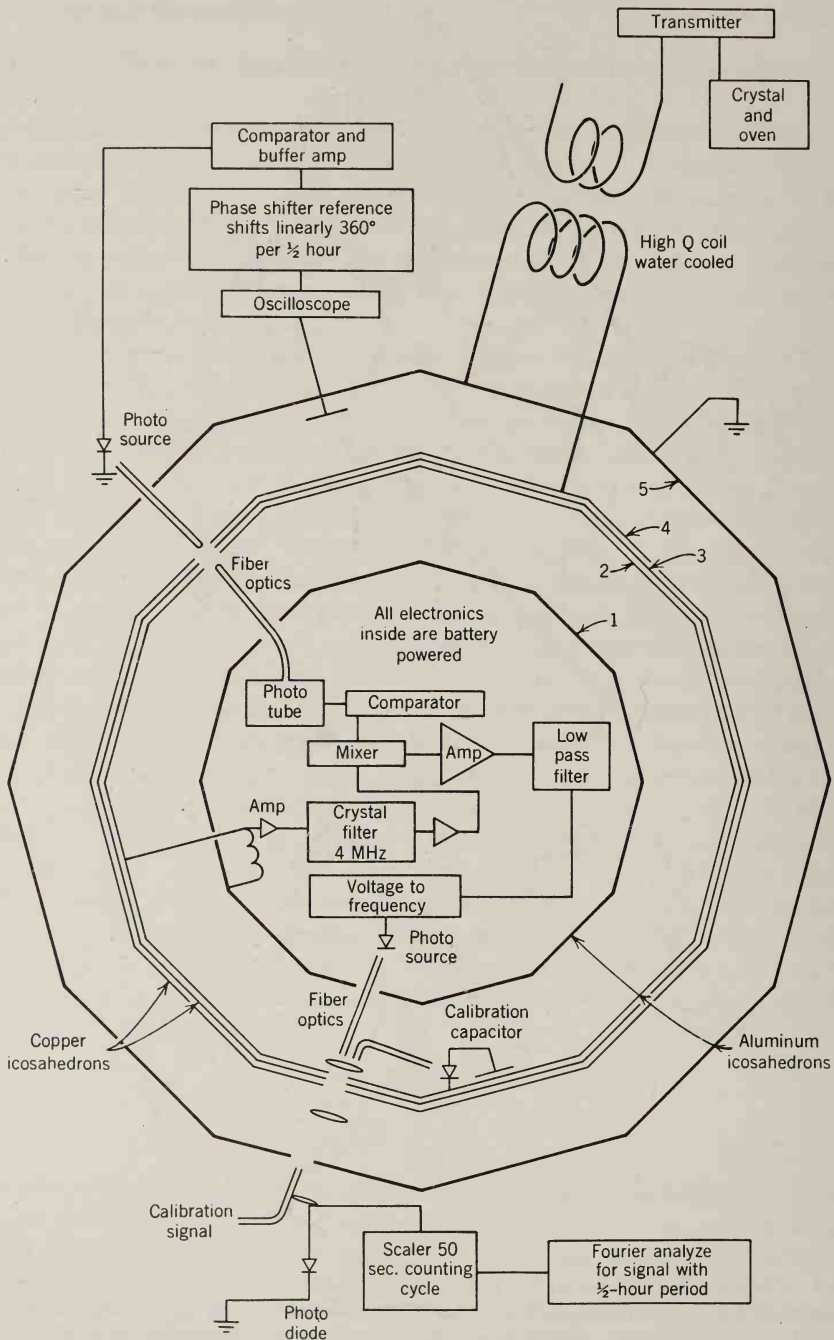 Transmitter
Crystal
and
oven
Comparator and
buffer amp
Phase shifter reference
shifts linearly 360°
per ½ hour
Oscilloscope
High Q coil
water cooled
Photo
source
5
4
3
2
1
Fiber
optics
All electronics
inside are battery
powered
Photo
tube
Comparator
Mixer
Amp
Low
pass
filter
Amp
Crystal
filter
4 MHz
Voltage to
frequency
Photo
source
Fiber
optics
Calibration
capacitor
Copper
icosahedrons
Aluminum
icosahedrons
Calibration
signal
Scaler 50
sec. counting
cycle
Fourier analyze
for signal with
½-hour period
Photo
diode